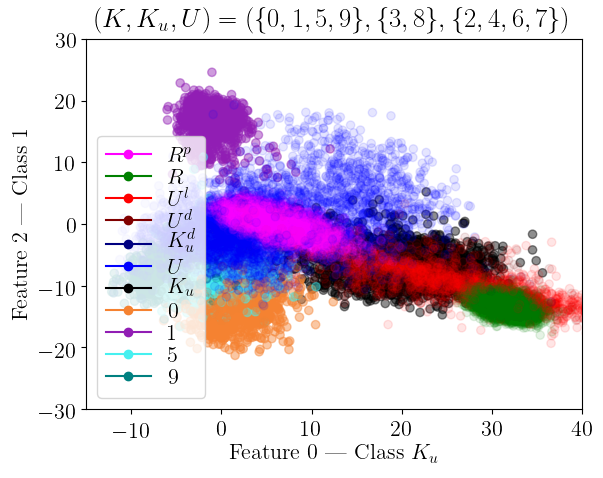 (K, K_u, U) = ({0, 1, 5, 9}, {3, 8}, {2, 4, 6, 7})
30
20
10
0
−10
−20
−30
Feature 2 — Class 1
R^p
R
U^l
U^d
K_u^d
U
K_u
0
1
5
9
−10 0 10 20 30 40
Feature 0 — Class K_u